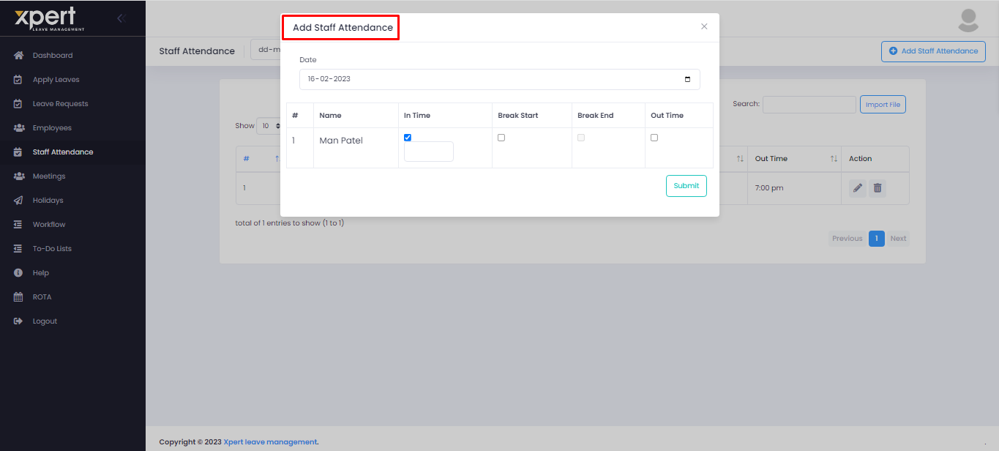 xpert
LEAVE MANAGEMENT
Dashboard
Apply Leaves
Leave Requests
Employees
Staff Attendance
Meetings
Holidays
Workflow
To-Do Lists
Help
ROTA
Logout
Staff Attendance
dd-m
Add Staff Attendance
Add Staff Attendance
Date
16-02-2023
# Name In Time Break Start Break End Out Time
1 Man Patel
Submit
Search:
Import File
Show 10
# Out Time Action
1 7:00 pm
total of 1 entries to show (1 to 1)
Previous 1 Next
Copyright © 2023 Xpert leave management.